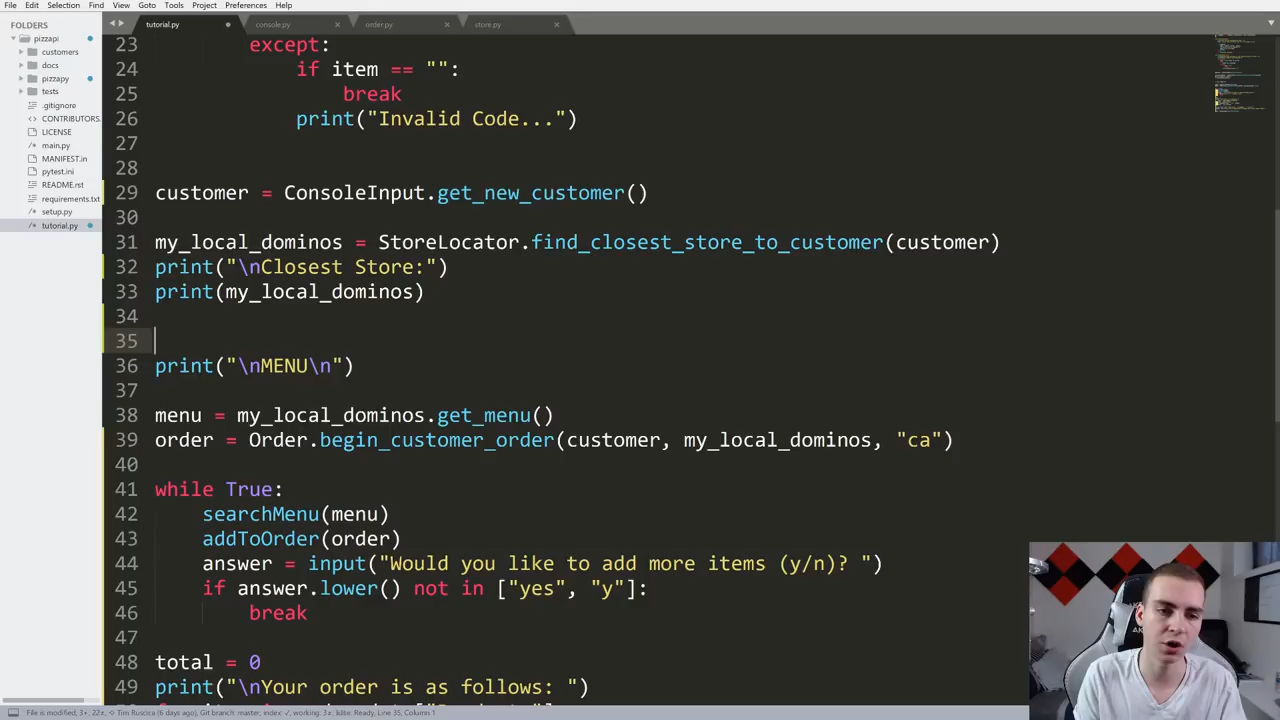 File Edit Selection Find View Goto Tools Project Preferences Help
FOLDERS
pizzapi
customers
docs
pizzapy
tests
.gitignore
CONTRIBUTORS.
LICENSE
main.py
MANIFEST.in
pytest.ini
README.rst
requirements.txt
setup.py
tutorial.py
tutorial.py console.py order.py store.py
23 except:
24 if item == "":
25 break
26 print("Invalid Code...")
27
28
29 customer = ConsoleInput.get_new_customer()
30
31 my_local_dominos = StoreLocator.find_closest_store_to_customer(customer)
32 print("\nClosest Store:")
33 print(my_local_dominos)
34
35
36 print("\nMENU\n")
37
38 menu = my_local_dominos.get_menu()
39 order = Order.begin_customer_order(customer, my_local_dominos, "ca")
40
41 while True:
42 searchMenu(menu)
43 addToOrder(order)
44 answer = input("Would you like to add more items (y/n)? ")
45 if answer.lower() not in ["yes", "y"]:
46 break
47
48 total = 0
49 print("\nYour order is as follows: ")